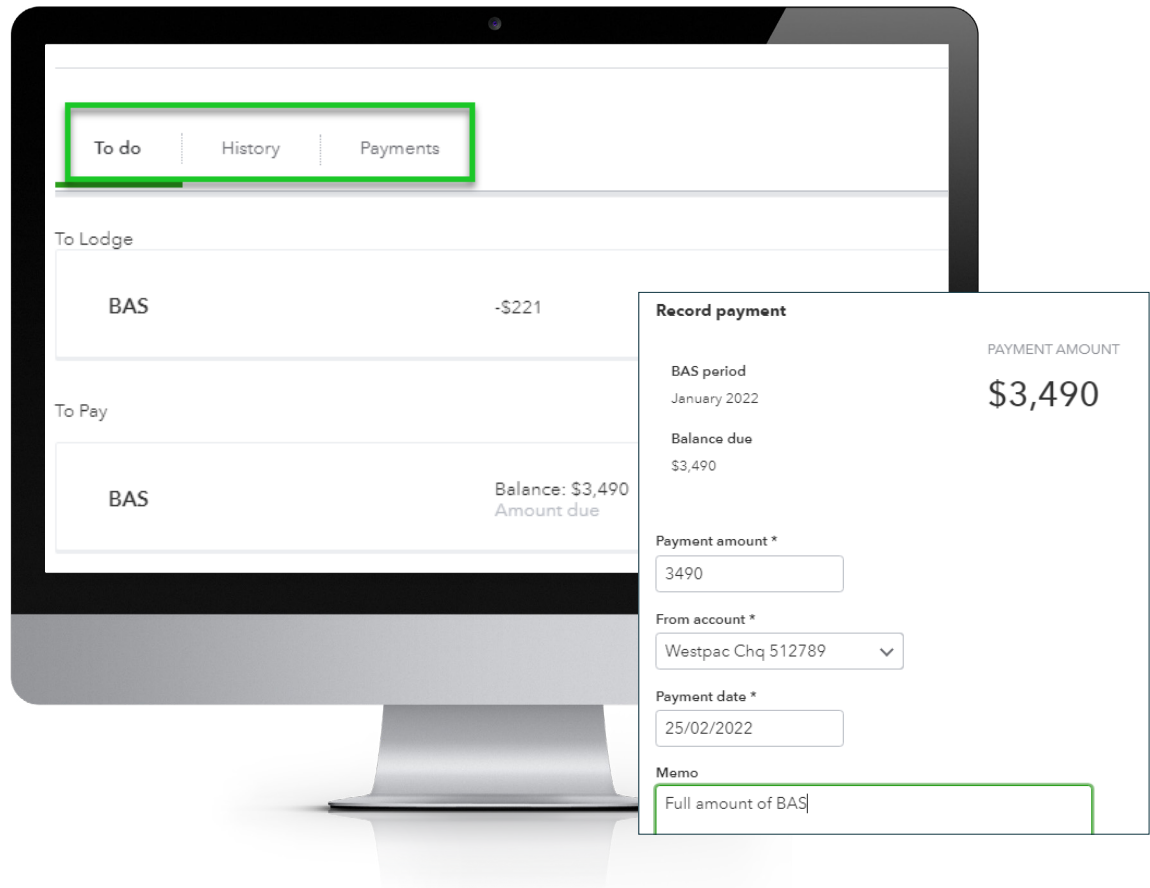 To do
History
Payments
To Lodge
BAS
-$221
To Pay
BAS
Balance: $3,490
Amount due
Record payment
PAYMENT AMOUNT
$3,490
BAS period
January 2022
Balance due
$3,490
Payment amount *
3490
From account *
Westpac Chq 512789
Payment date *
25/02/2022
Memo
Full amount of BAS